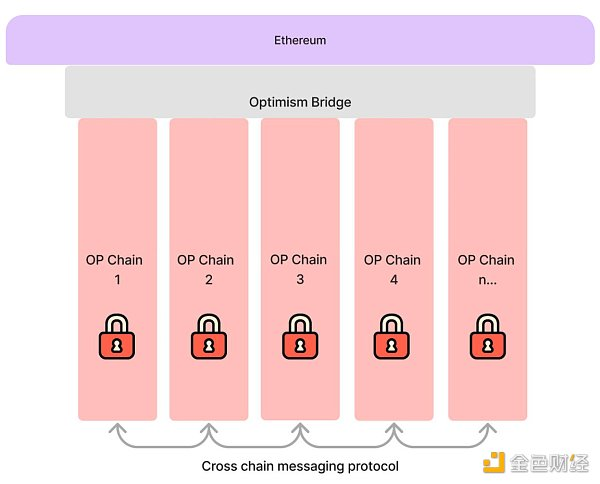 Ethereum
Optimism Bridge
OP Chain
1
OP Chain
2
OP Chain
3
OP Chain
4
OP Chain
n...
Cross chain messaging protocol
金色财经